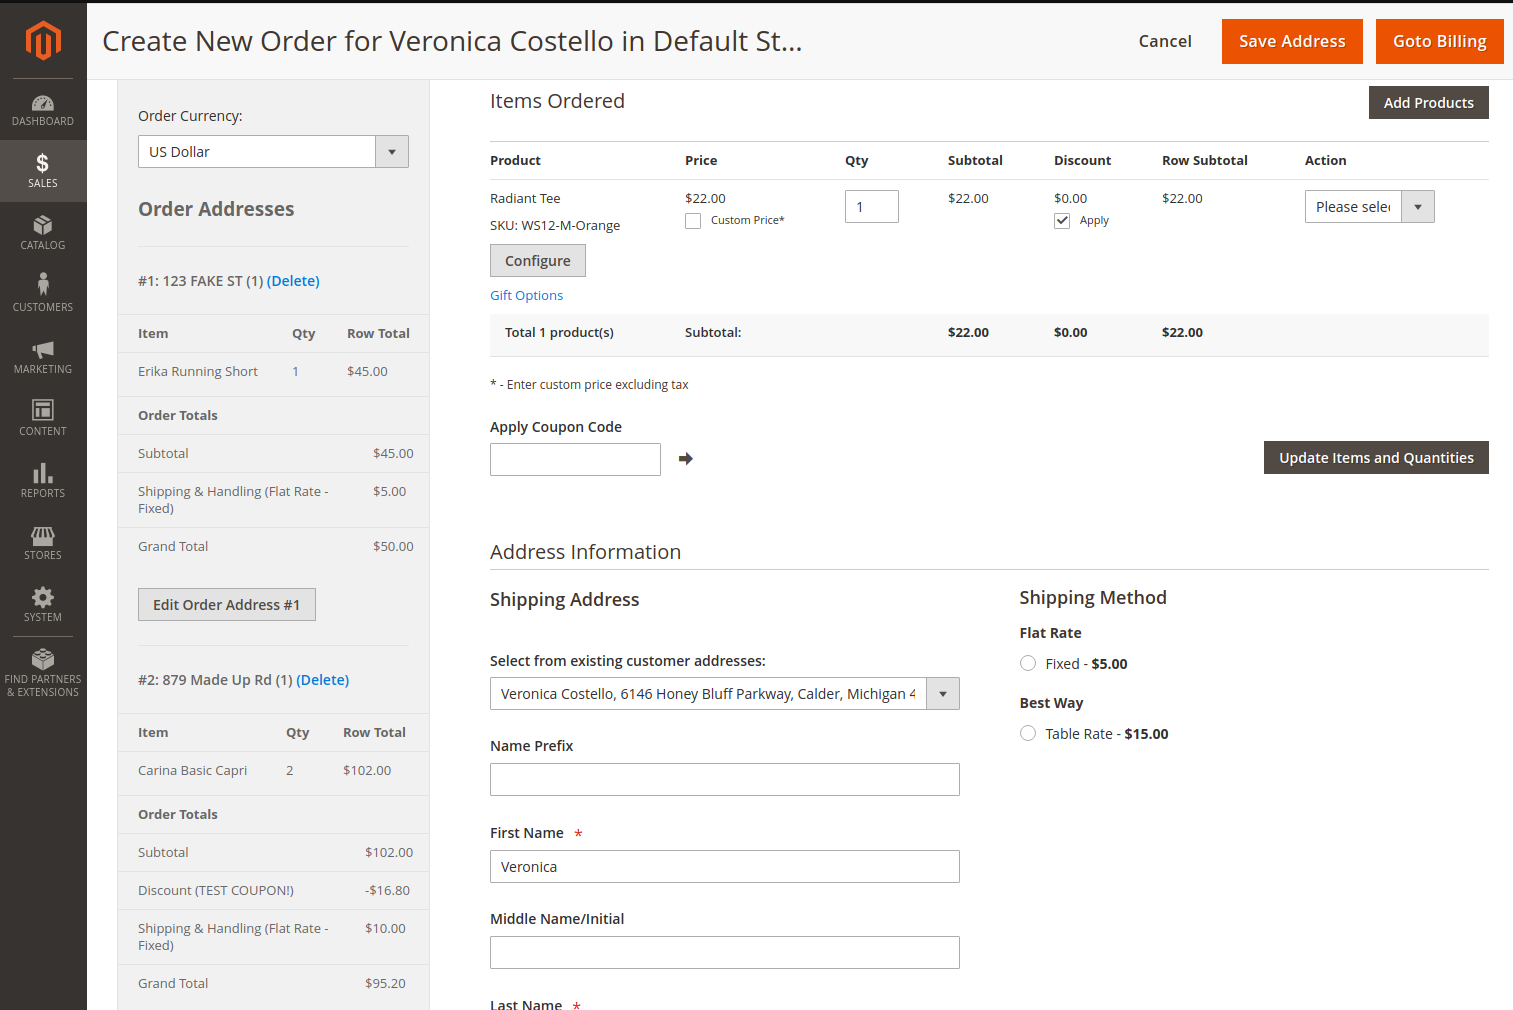 Create New Order for Veronica Costello in Default St...
Cancel
Save Address
Goto Billing
DASHBOARD
SALES
CATALOG
CUSTOMERS
MARKETING
CONTENT
REPORTS
STORES
SYSTEM
FIND PARTNERS
& EXTENSIONS
Order Currency:
US Dollar
Order Addresses
#1: 123 FAKE ST (1) (Delete)
Item Qty Row Total
Erika Running Short 1 $45.00
Order Totals
Subtotal $45.00
Shipping & Handling (Flat Rate - $5.00
Fixed)
Grand Total $50.00
Edit Order Address #1
#2: 879 Made Up Rd (1) (Delete)
Item Qty Row Total
Carina Basic Capri 2 $102.00
Order Totals
Subtotal $102.00
Discount (TEST COUPON!) -$16.80
Shipping & Handling (Flat Rate - $10.00
Fixed)
Grand Total $95.20
Items Ordered
Add Products
Product Price Qty Subtotal Discount Row Subtotal Action
Radiant Tee $22.00 1 $22.00 $0.00 $22.00 Please selec
Custom Price* Apply
SKU: WS12-M-Orange
Configure
Gift Options
Total 1 product(s) Subtotal: $22.00 $0.00 $22.00
* - Enter custom price excluding tax
Apply Coupon Code
Update Items and Quantities
Address Information
Shipping Address
Select from existing customer addresses:
Veronica Costello, 6146 Honey Bluff Parkway, Calder, Michigan 4
Name Prefix
First Name *
Veronica
Middle Name/Initial
Last Name *
Shipping Method
Flat Rate
Fixed - $5.00
Best Way
Table Rate - $15.00